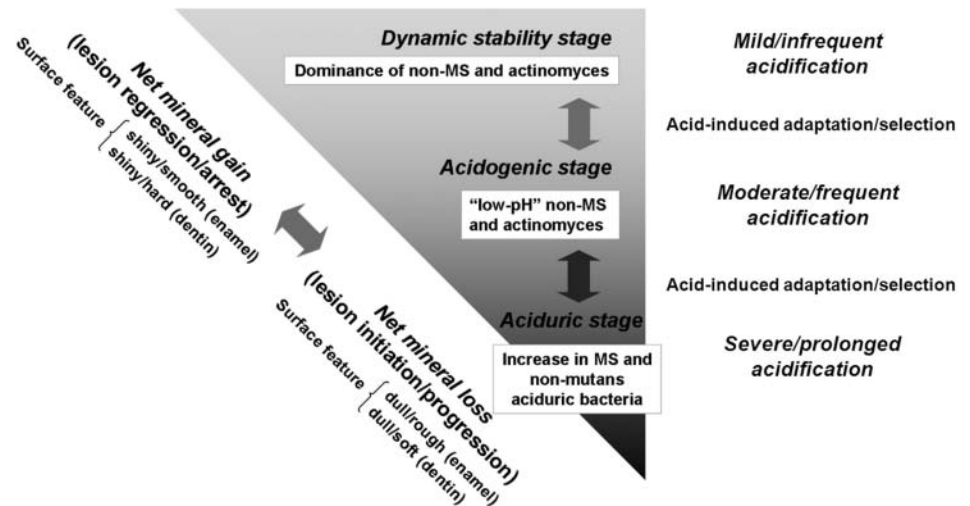 Dynamic stability stage
Dominance of non-MS and actinomyces
Acidogenic stage
“low-pH” non-MS
and actinomyces
Aciduric stage
Increase in MS and
non-mutans
aciduric bacteria
Mild/infrequent
acidification
Acid-induced adaptation/selection
Moderate/frequent
acidification
Acid-induced adaptation/selection
Severe/prolonged
acidification
Net mineral gain
(lesion regression/arrest)
Surface feature
shiny/smooth (enamel)
shiny/hard (dentin)
Net mineral loss
(lesion initiation/progression)
Surface feature
dull/rough (enamel)
dull/soft (dentin)